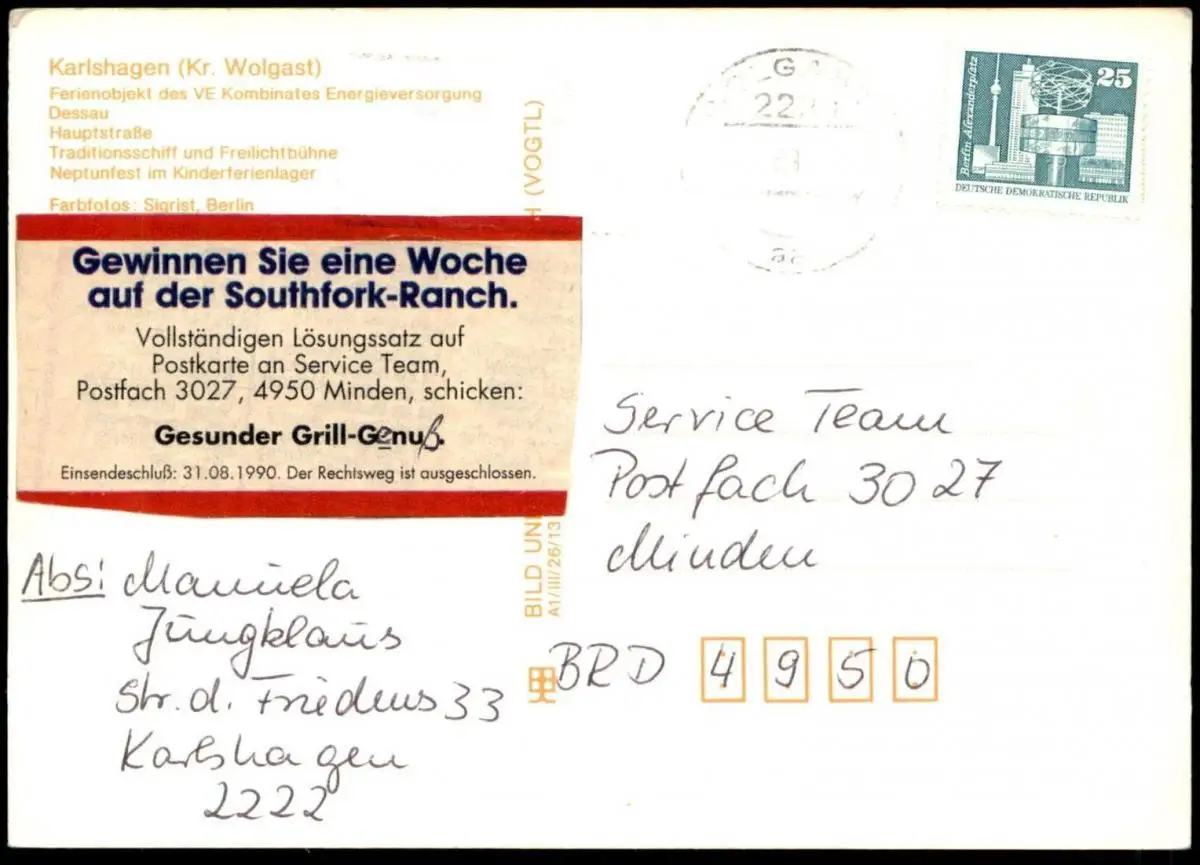 Karlshagen (Kr. Wolgast)
Ferienobjekt des VE Kombinates Energieversorgung
Dessau
Hauptstraße
Traditionsschiff und Freilichtbühne
Neptunfest im Kinderferienlager
Farbfotos: Sigrist, Berlin
Gewinnen Sie eine Woche
auf der Southfork-Ranch.
Vollständigen Lösungssatz auf
Postkarte an Service Team,
Postfach 3027, 4950 Minden, schicken:
Gesunder Grill-Genuß.
Einsendeschluß: 31.08.1990. Der Rechtsweg ist ausgeschlossen.
Abs: Manuela
Jungklaus
Str. d. Friedens 33
Karlshagen
2222
(VOGTL)
BILD UN
A1/III/26/13
22
25
Berlin Alexanderplatz
DEUTSCHE DEMOKRATISCHE REPUBLIK
Service Team
Postfach 3027
Minden
BRD 4950